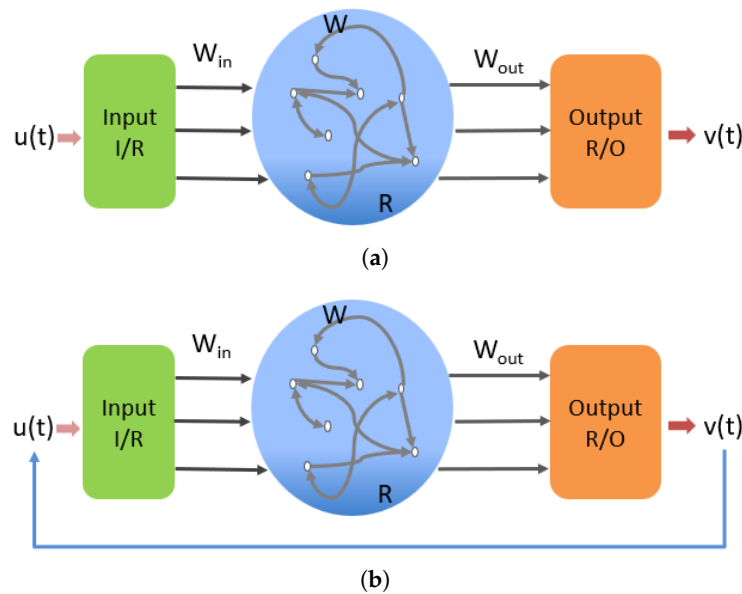 W
W_in
W_out
Input
I/R
Output
R/O
u(t)
v(t)
R
(a)
W
W_in
W_out
Input
I/R
Output
R/O
u(t)
v(t)
R
(b)